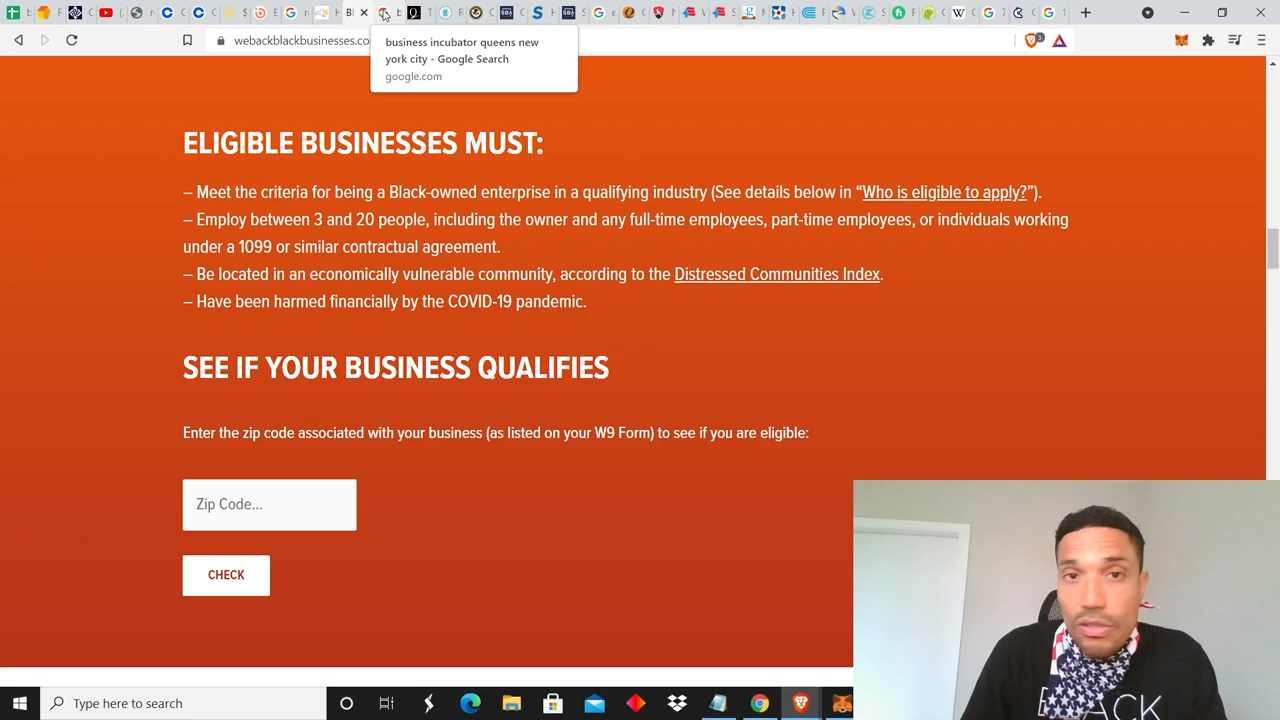 webackblackbusinesses.co
business incubator queens new
york city - Google Search
google.com
3
ELIGIBLE BUSINESSES MUST:
– Meet the criteria for being a Black-owned enterprise in a qualifying industry (See details below in “Who is eligible to apply?”).
– Employ between 3 and 20 people, including the owner and any full-time employees, part-time employees, or individuals working
under a 1099 or similar contractual agreement.
– Be located in an economically vulnerable community, according to the Distressed Communities Index.
– Have been harmed financially by the COVID-19 pandemic.
SEE IF YOUR BUSINESS QUALIFIES
Enter the zip code associated with your business (as listed on your W9 Form) to see if you are eligible:
Zip Code...
CHECK
BLACK
Type here to search